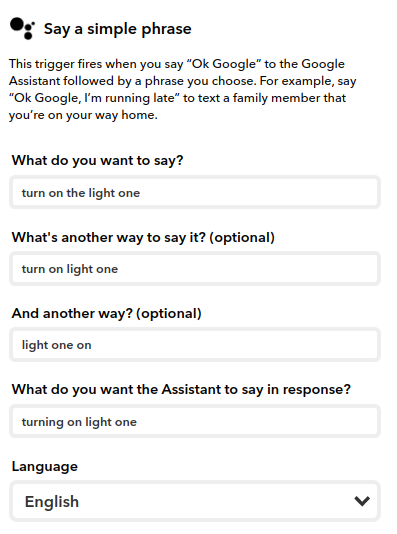 Say a simple phrase
This trigger fires when you say “Ok Google” to the Google
Assistant followed by a phrase you choose. For example, say
“Ok Google, I’m running late” to text a family member that
you’re on your way home.
What do you want to say?
turn on the light one
What's another way to say it? (optional)
turn on light one
And another way? (optional)
light one on
What do you want the Assistant to say in response?
turning on light one
Language
English